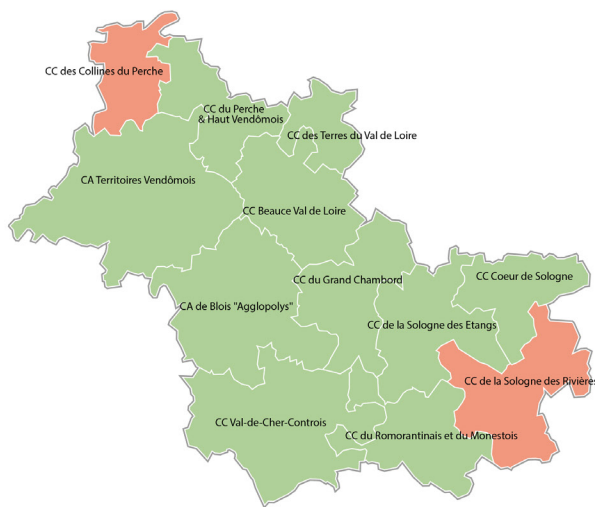 CC des Collines du Perche
CC du Perche
& Haut Vendômois
CC des Terres du Val de Loire
CA Territoires Vendômois
CC Beauce Val de Loire
CC du Grand Chambord
CC Coeur de Sologne
CA de Blois "Agglopolys"
CC de la Sologne des Etangs
CC de la Sologne des Rivières
CC Val-de-Cher-Controis
CC du Romorantinais et du Monestois